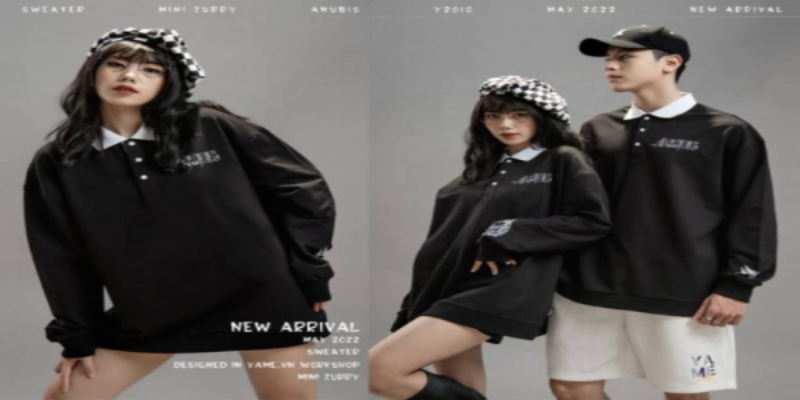 SWEATER MINI ZURRY ANUBIS
Y2010 MAY 2022 NEW ARRIVAL
NEW ARRIVAL
MAY 2022
SWEATER
DESIGNED IN YAME.VN WORKSHOP
MINI ZURRY
YA
ME